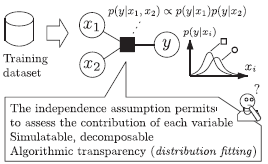 p(y|x₁, x₂) ∝ p(y|x₁)p(y|x₂)
x₁
x₂
y
p(y|xᵢ)
xᵢ
Training
dataset
?
The independence assumption permits
to assess the contribution of each variable
Simulatable, decomposable
Algorithmic transparency (distribution fitting)